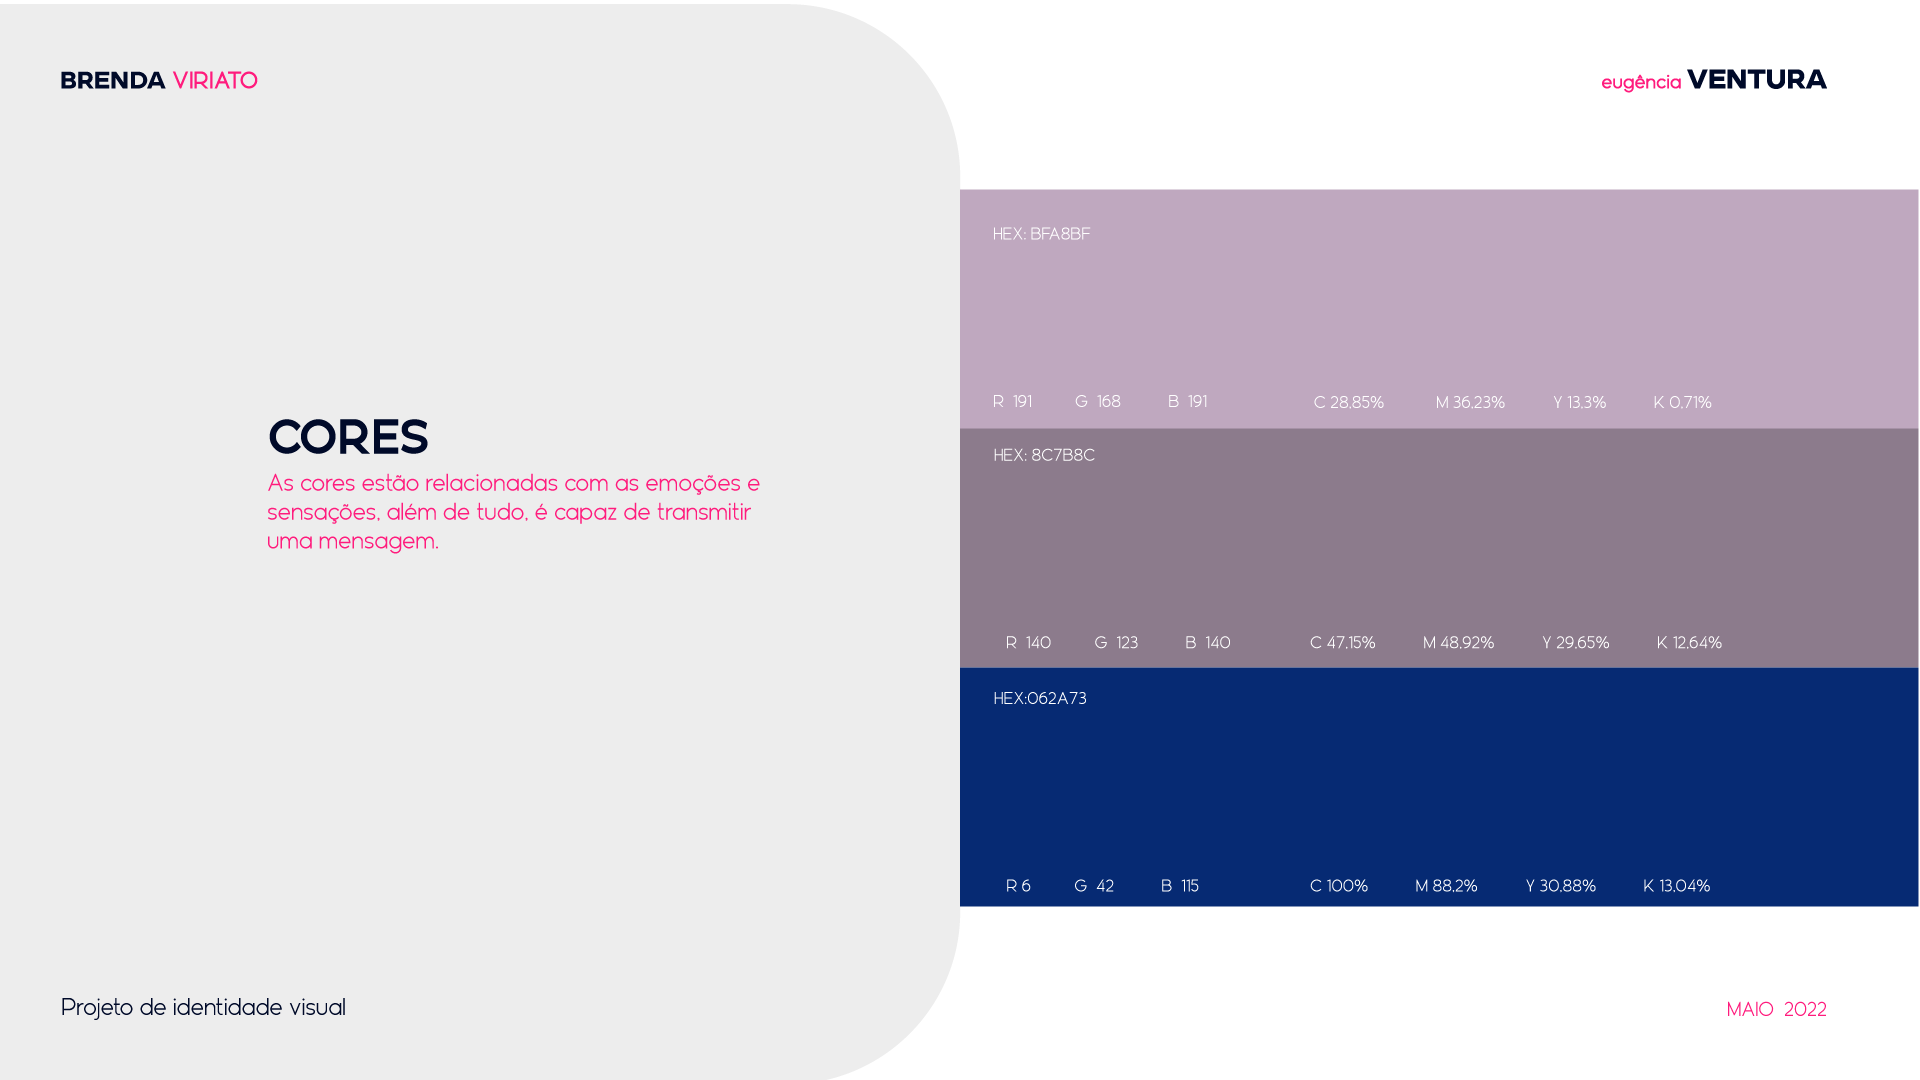 BRENDA VIRIATO
eugência VENTURA
CORES
As cores estão relacionadas com as emoções e
sensações, além de tudo, é capaz de transmitir
uma mensagem.
HEX: BFA8BF
R 191 G 168 B 191 C 28,85% M 36,23% Y 13,3% K 0,71%
HEX: 8C7B8C
R 140 G 123 B 140 C 47,15% M 48,92% Y 29,65% K 12,64%
HEX:062A73
R 6 G 42 B 115 C 100% M 88,2% Y 30,88% K 13,04%
Projeto de identidade visual
MAIO 2022